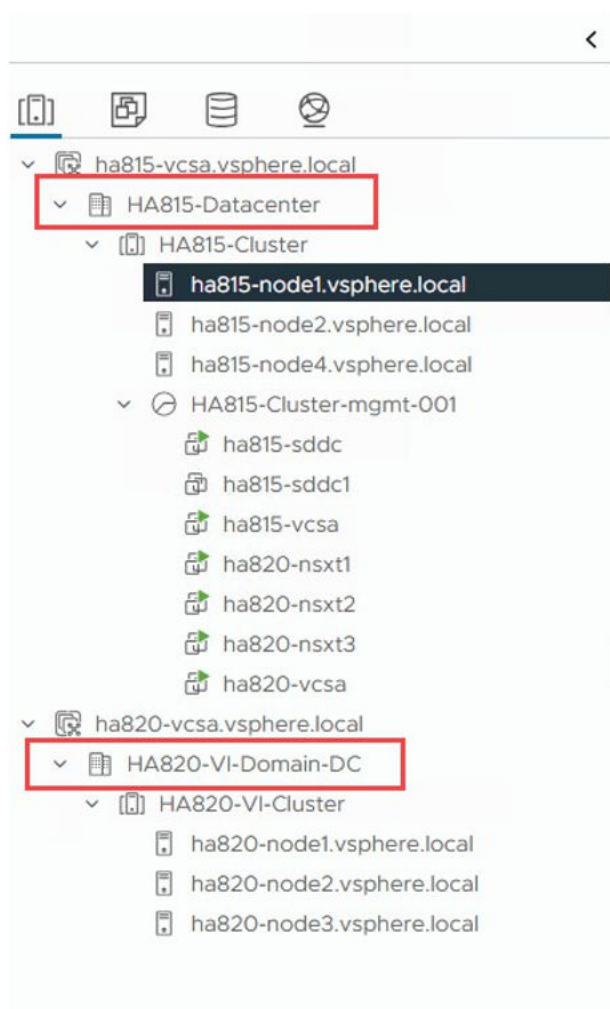 ha815-vcsa.vsphere.local
HA815-Datacenter
HA815-Cluster
ha815-node1.vsphere.local
ha815-node2.vsphere.local
ha815-node4.vsphere.local
HA815-Cluster-mgmt-001
ha815-sddc
ha815-sddc1
ha815-vcsa
ha820-nsxt1
ha820-nsxt2
ha820-nsxt3
ha820-vcsa
ha820-vcsa.vsphere.local
HA820-VI-Domain-DC
HA820-VI-Cluster
ha820-node1.vsphere.local
ha820-node2.vsphere.local
ha820-node3.vsphere.local